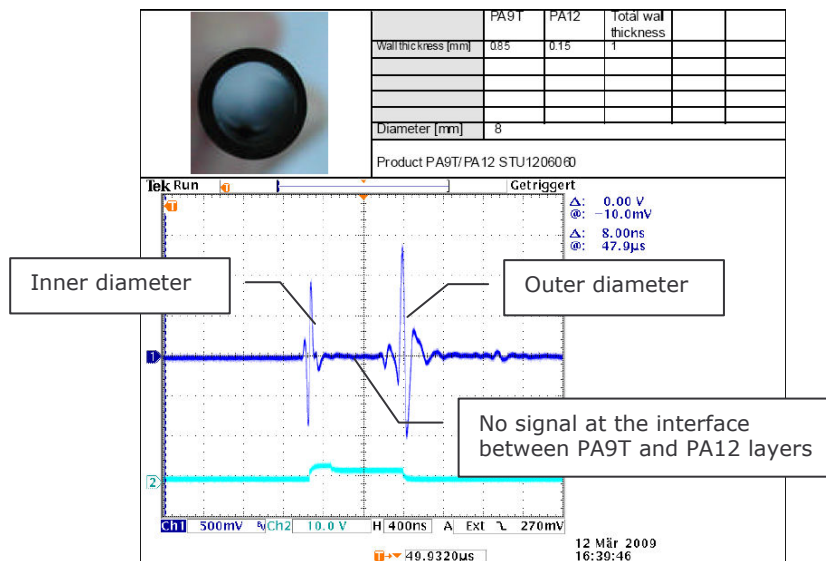 PA9T PA12 Total wall
thickness
Wall thickness [mm] 0.85 0.15 1
Diameter [mm] 8
Product PA9T/PA12 STU1206060
Tek Run Getriggert
T
T
Δ: 0.00 V
@: -10.0mV
Δ: 8.00ns
@: 47.9µs
Inner diameter
Outer diameter
1
No signal at the interface
between PA9T and PA12 layers
2
Ch1 500mV Ch2 10.0 V H 400ns A Ext 270mV
T 49.9320µs
12 Mär 2009
16:39:46